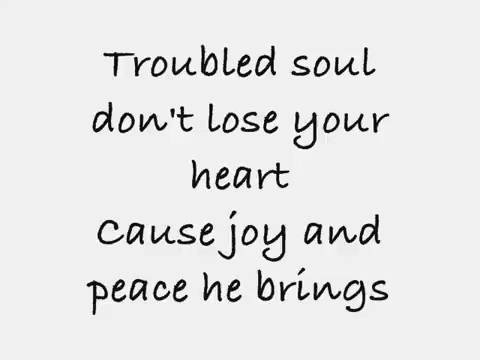 Troubled soul
don't lose your
heart
Cause joy and
peace he brings